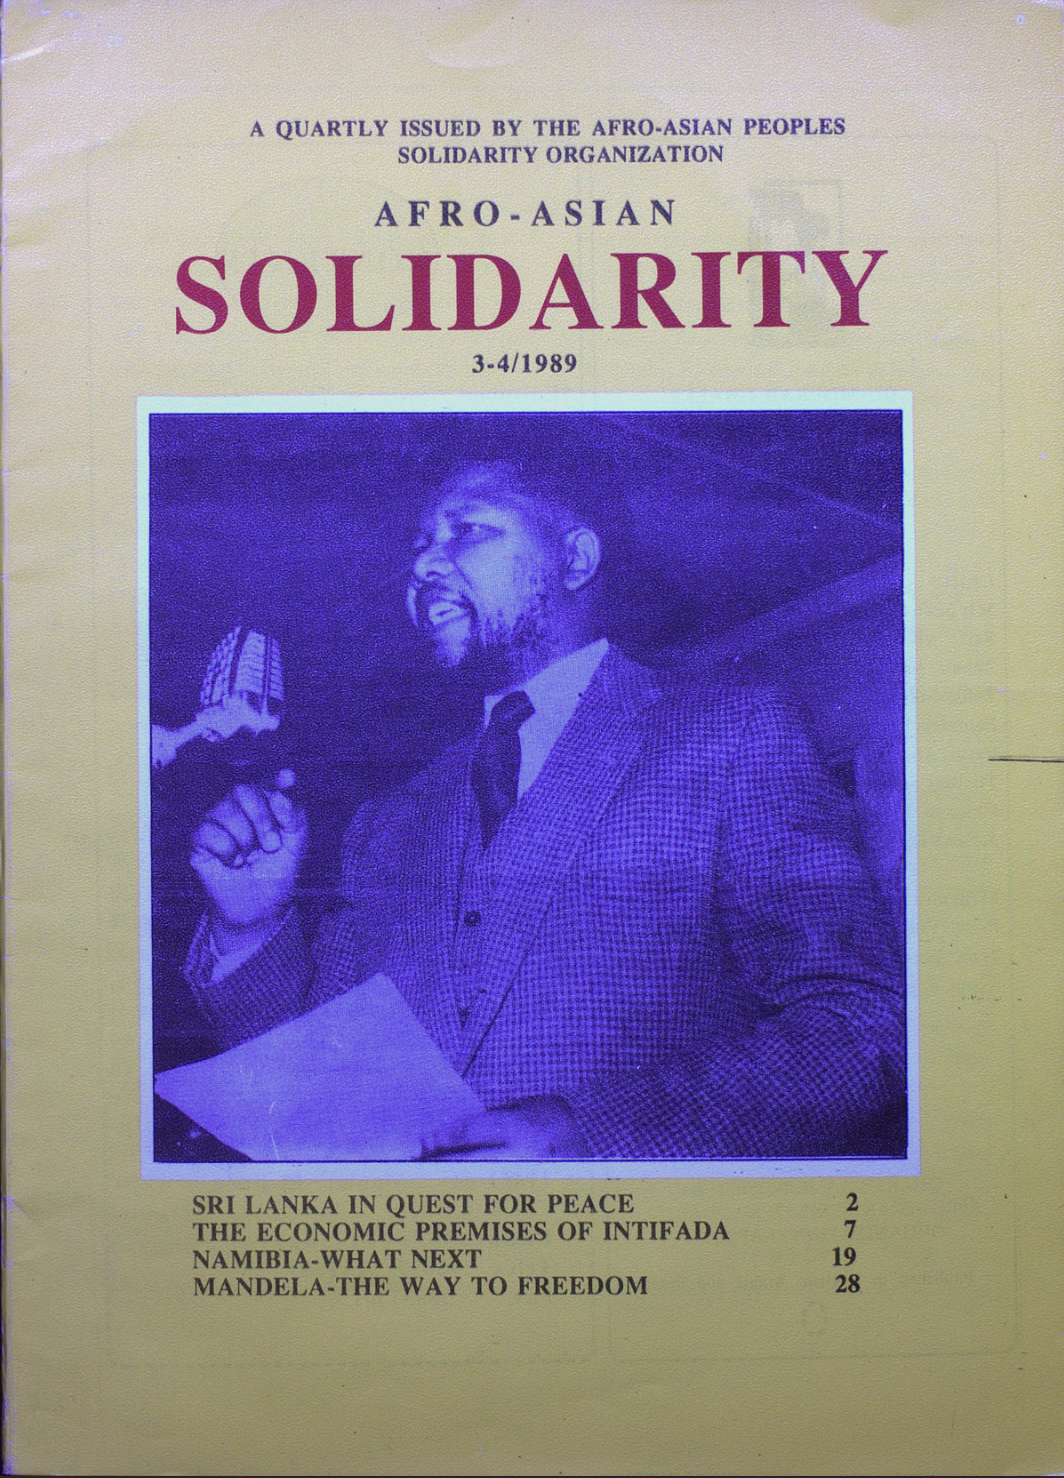 A QUARTLY ISSUED BY THE AFRO-ASIAN PEOPLES
SOLIDARITY ORGANIZATION
AFRO-ASIAN
SOLIDARITY
3-4/1989
SRI LANKA IN QUEST FOR PEACE 2
THE ECONOMIC PREMISES OF INTIFADA 7
NAMIBIA-WHAT NEXT 19
MANDELA-THE WAY TO FREEDOM 28